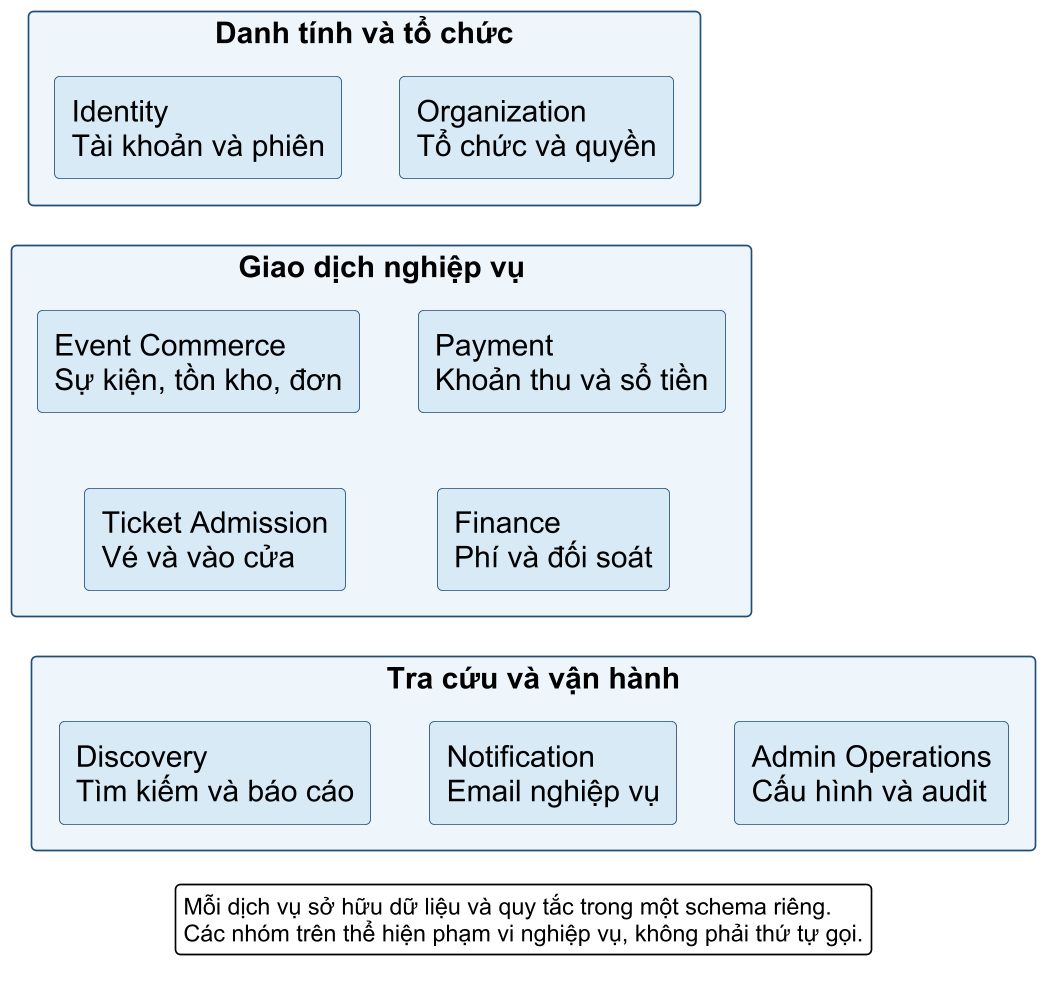 Danh tính và tổ chức
Identity
Tài khoản và phiên
Organization
Tổ chức và quyền
Giao dịch nghiệp vụ
Event Commerce
Sự kiện, tồn kho, đơn
Payment
Khoản thu và sổ tiền
Ticket Admission
Vé và vào cửa
Finance
Phí và đối soát
Tra cứu và vận hành
Discovery
Tìm kiếm và báo cáo
Notification
Email nghiệp vụ
Admin Operations
Cấu hình và audit
Mỗi dịch vụ sở hữu dữ liệu và quy tắc trong một schema riêng.
Các nhóm trên thể hiện phạm vi nghiệp vụ, không phải thứ tự gọi.